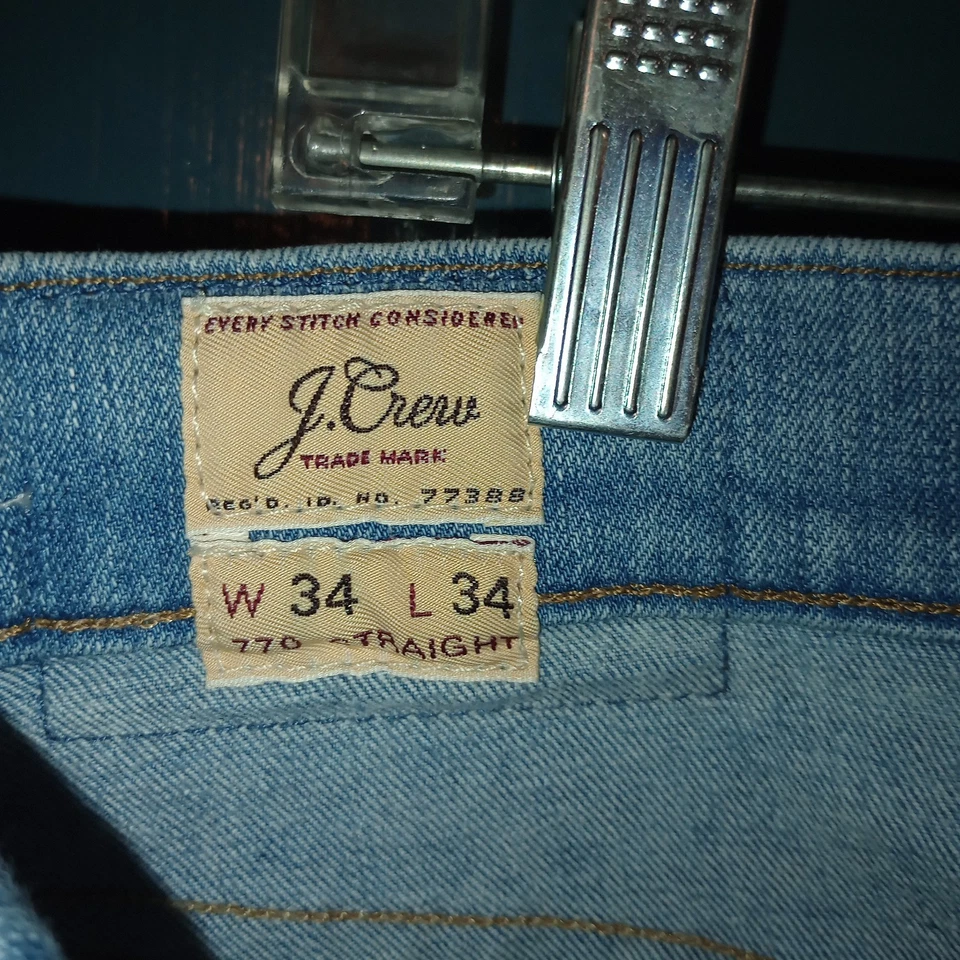 EVERY STITCH CONSIDERED
J.Crew
TRADE MARK
REG'D. ID. NO. 77388
W 34 L 34
770 STRAIGHT